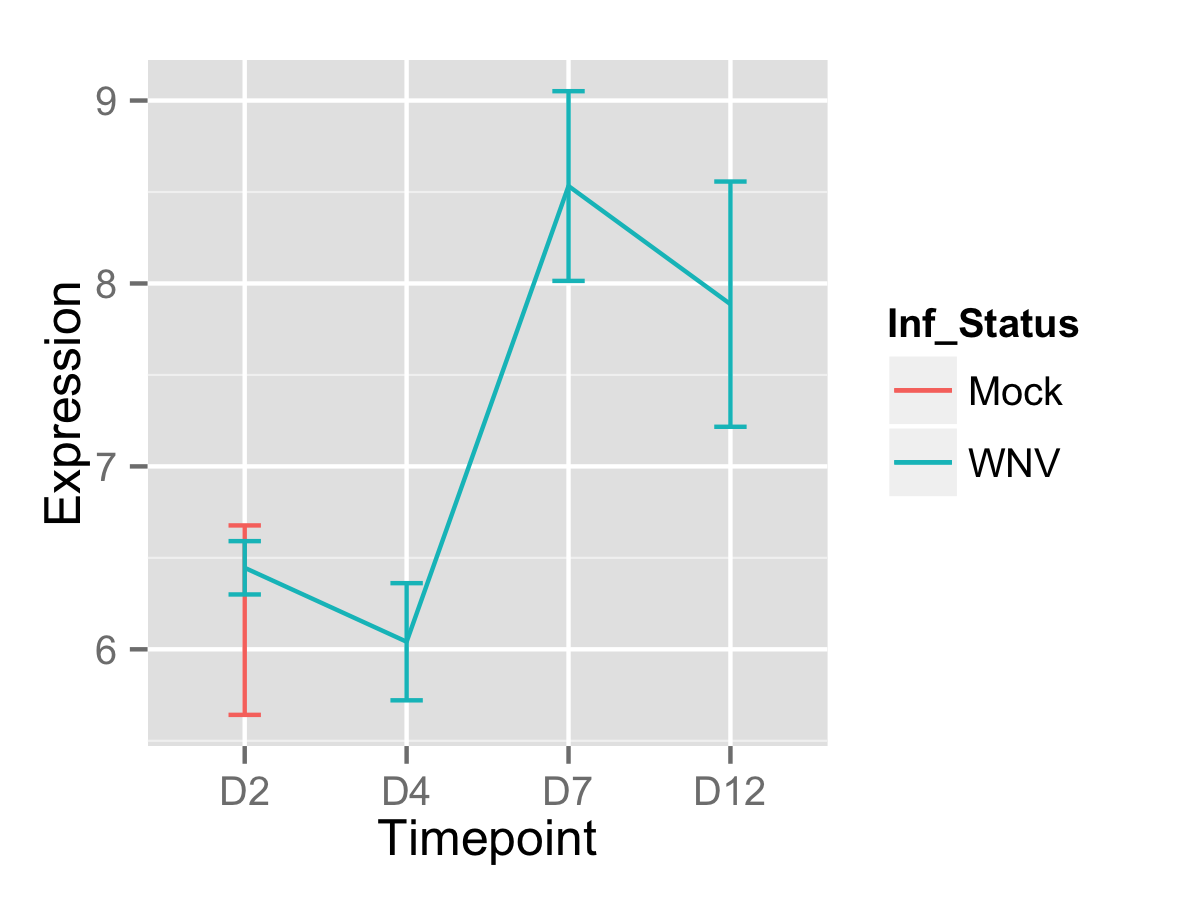 9
8
7
6
Expression
D2 D4 D7 D12
Timepoint
Inf_Status
Mock
WNV